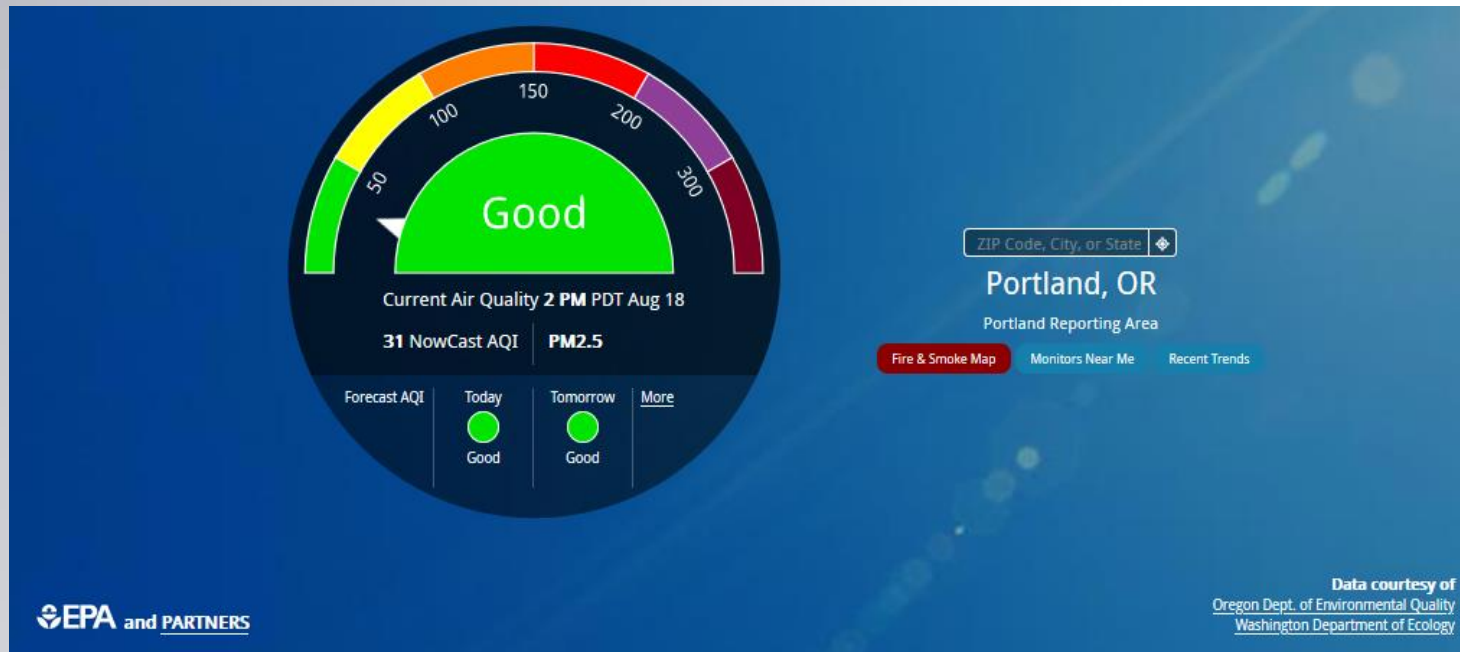 50
100
150
200
300
Good
Current Air Quality 2 PM PDT Aug 18
31 NowCast AQI PM2.5
Forecast AQI Today Tomorrow More
Good Good
ZIP Code, City, or State
Portland, OR
Portland Reporting Area
Fire & Smoke Map Monitors Near Me Recent Trends
EPA and PARTNERS
Data courtesy of
Oregon Dept. of Environmental Quality
Washington Department of Ecology